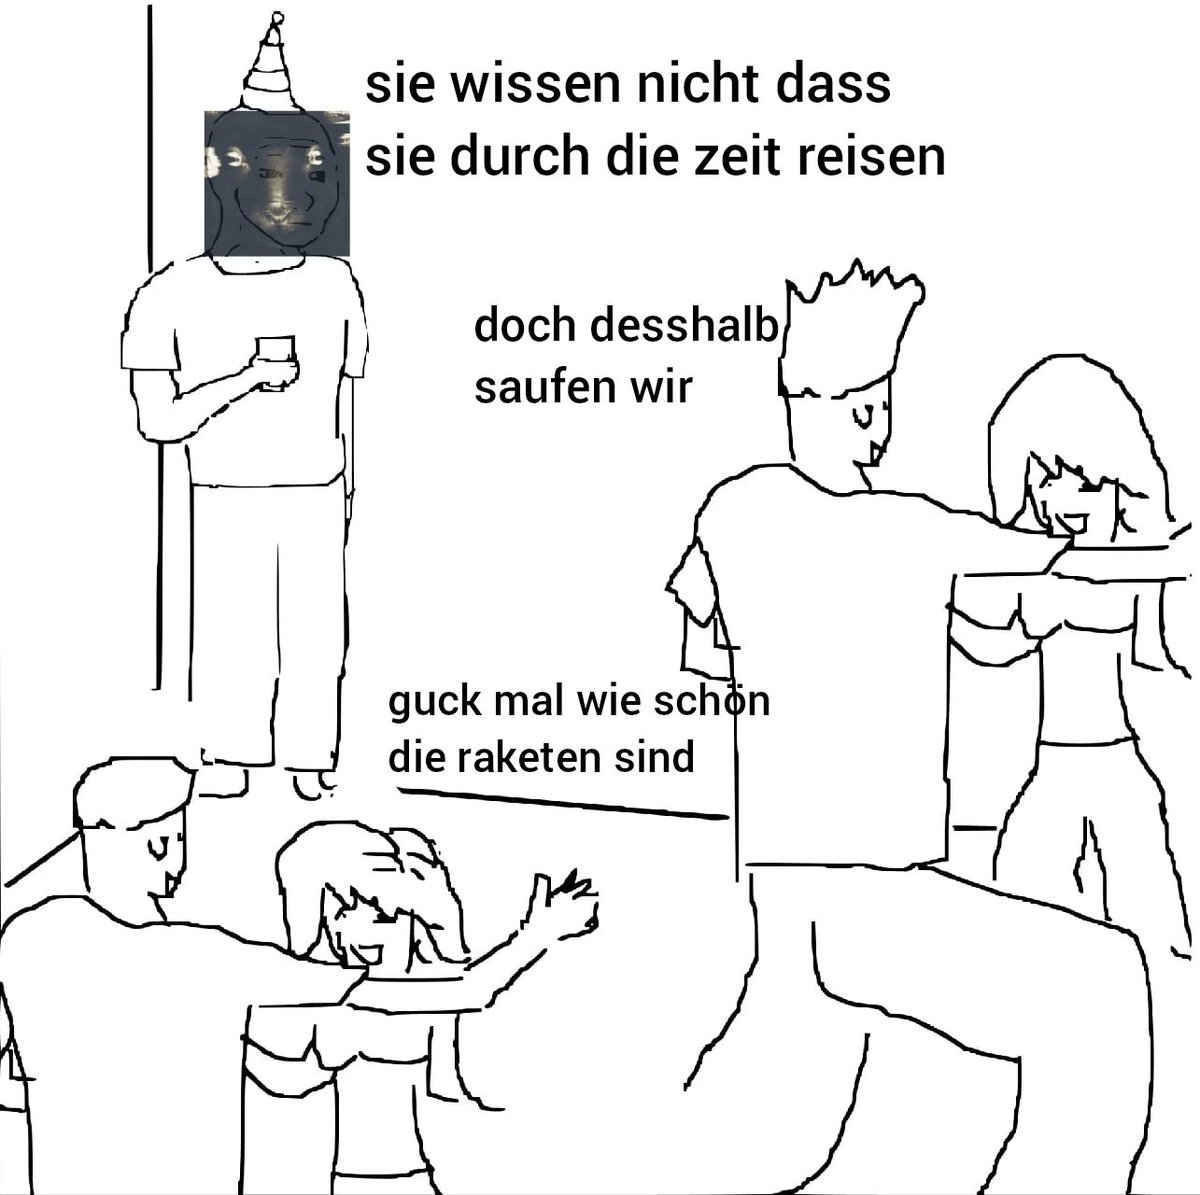 sie wissen nicht dass
sie durch die zeit reisen
doch desshalb
saufen wir
guck mal wie schön
die raketen sind